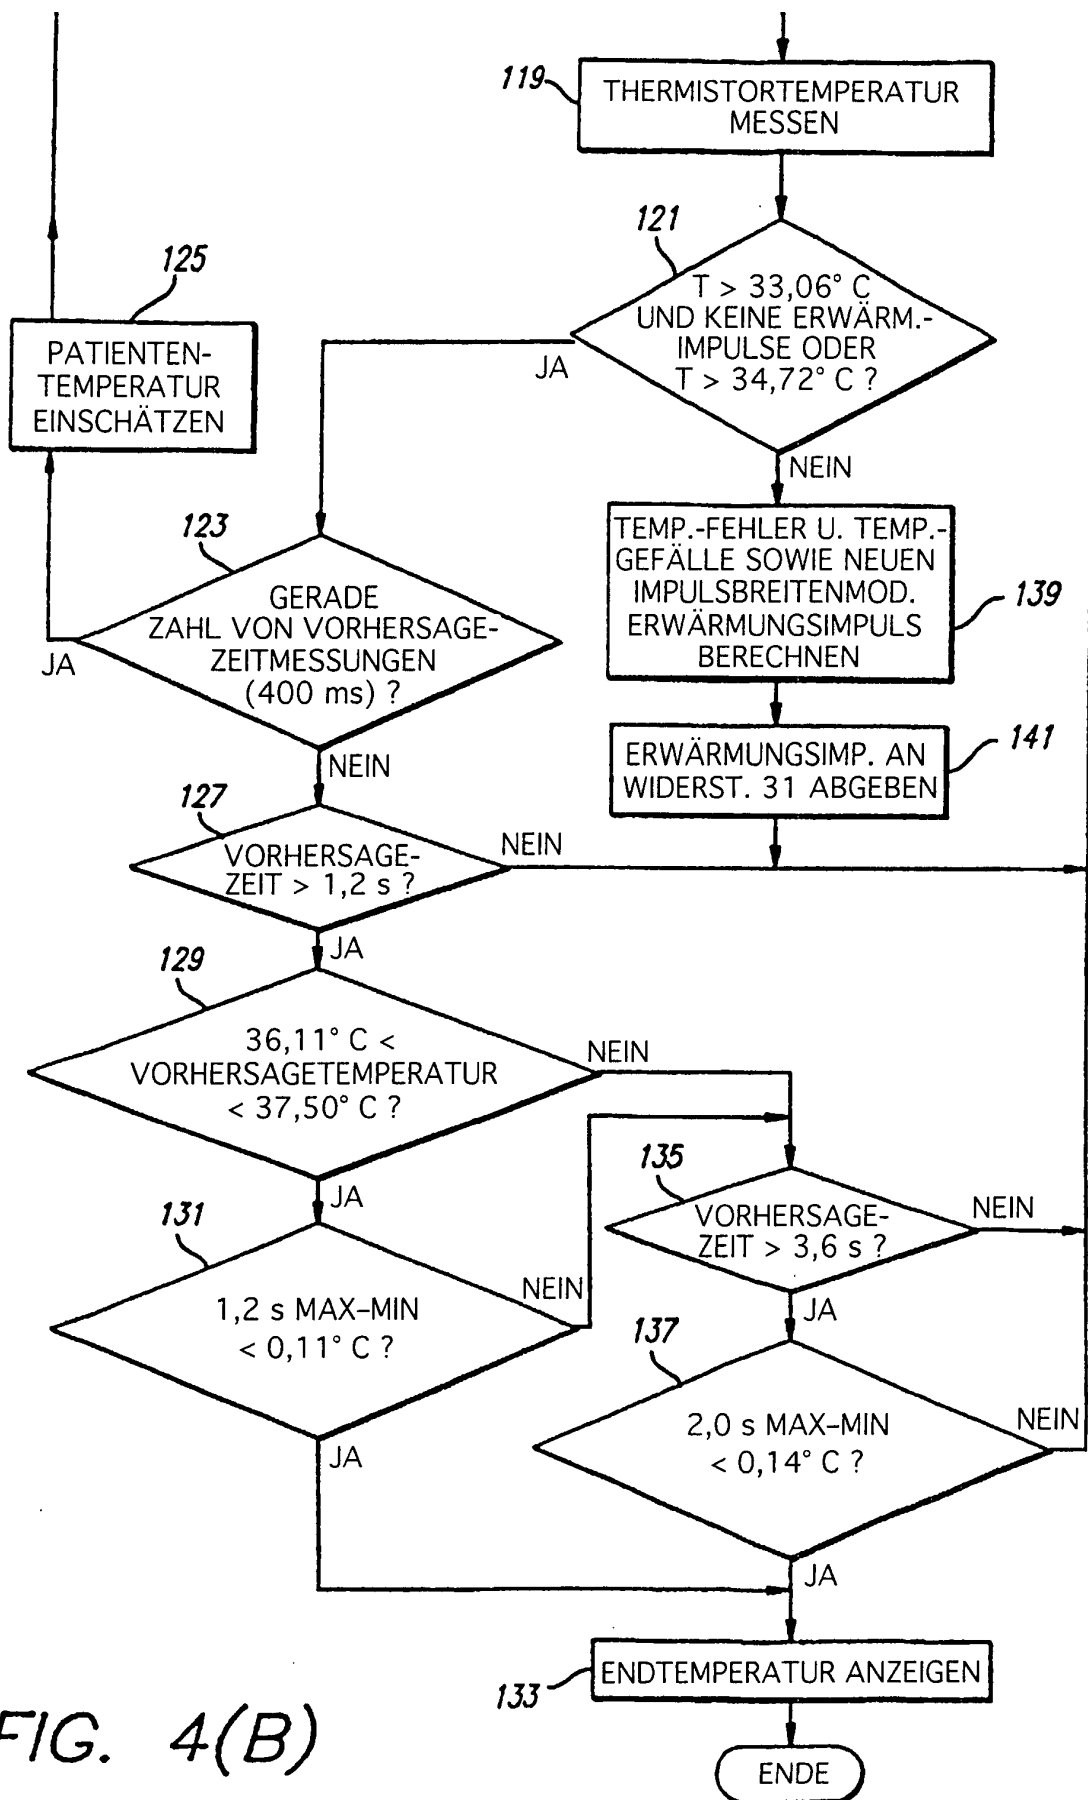 119
THERMISTORTEMPERATUR
MESSEN
121
T > 33,06° C
UND KEINE ERWÄRM.-
IMPULSE ODER
T > 34,72° C ?
JA
NEIN
125
PATIENTEN-
TEMPERATUR
EINSCHÄTZEN
123
GERADE
ZAHL VON VORHERSAGE-
ZEITMESSUNGEN
(400 ms) ?
JA
NEIN
TEMP.-FEHLER U. TEMP.-
GEFÄLLE SOWIE NEUEN
IMPULSBREITENMOD.
ERWÄRMUNGSIMPULS
BERECHNEN
139
ERWÄRMUNGSIMP. AN
WIDERST. 31 ABGEBEN
141
127
VORHERSAGE-
ZEIT > 1,2 s ?
NEIN
JA
129
36,11° C <
VORHERSAGETEMPERATUR
< 37,50° C ?
NEIN
JA
131
1,2 s MAX–MIN
< 0,11° C ?
NEIN
JA
135
VORHERSAGE-
ZEIT > 3,6 s ?
NEIN
JA
137
2,0 s MAX–MIN
< 0,14° C ?
NEIN
JA
133
ENDTEMPERATUR ANZEIGEN
ENDE
FIG. 4(B)